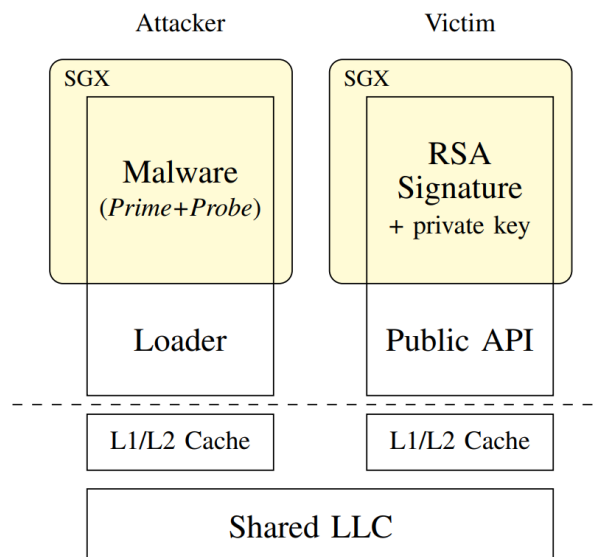 Attacker
Victim
SGX
SGX
Malware
(Prime+Probe)
RSA
Signature
+ private key
Loader
Public API
L1/L2 Cache
L1/L2 Cache
Shared LLC